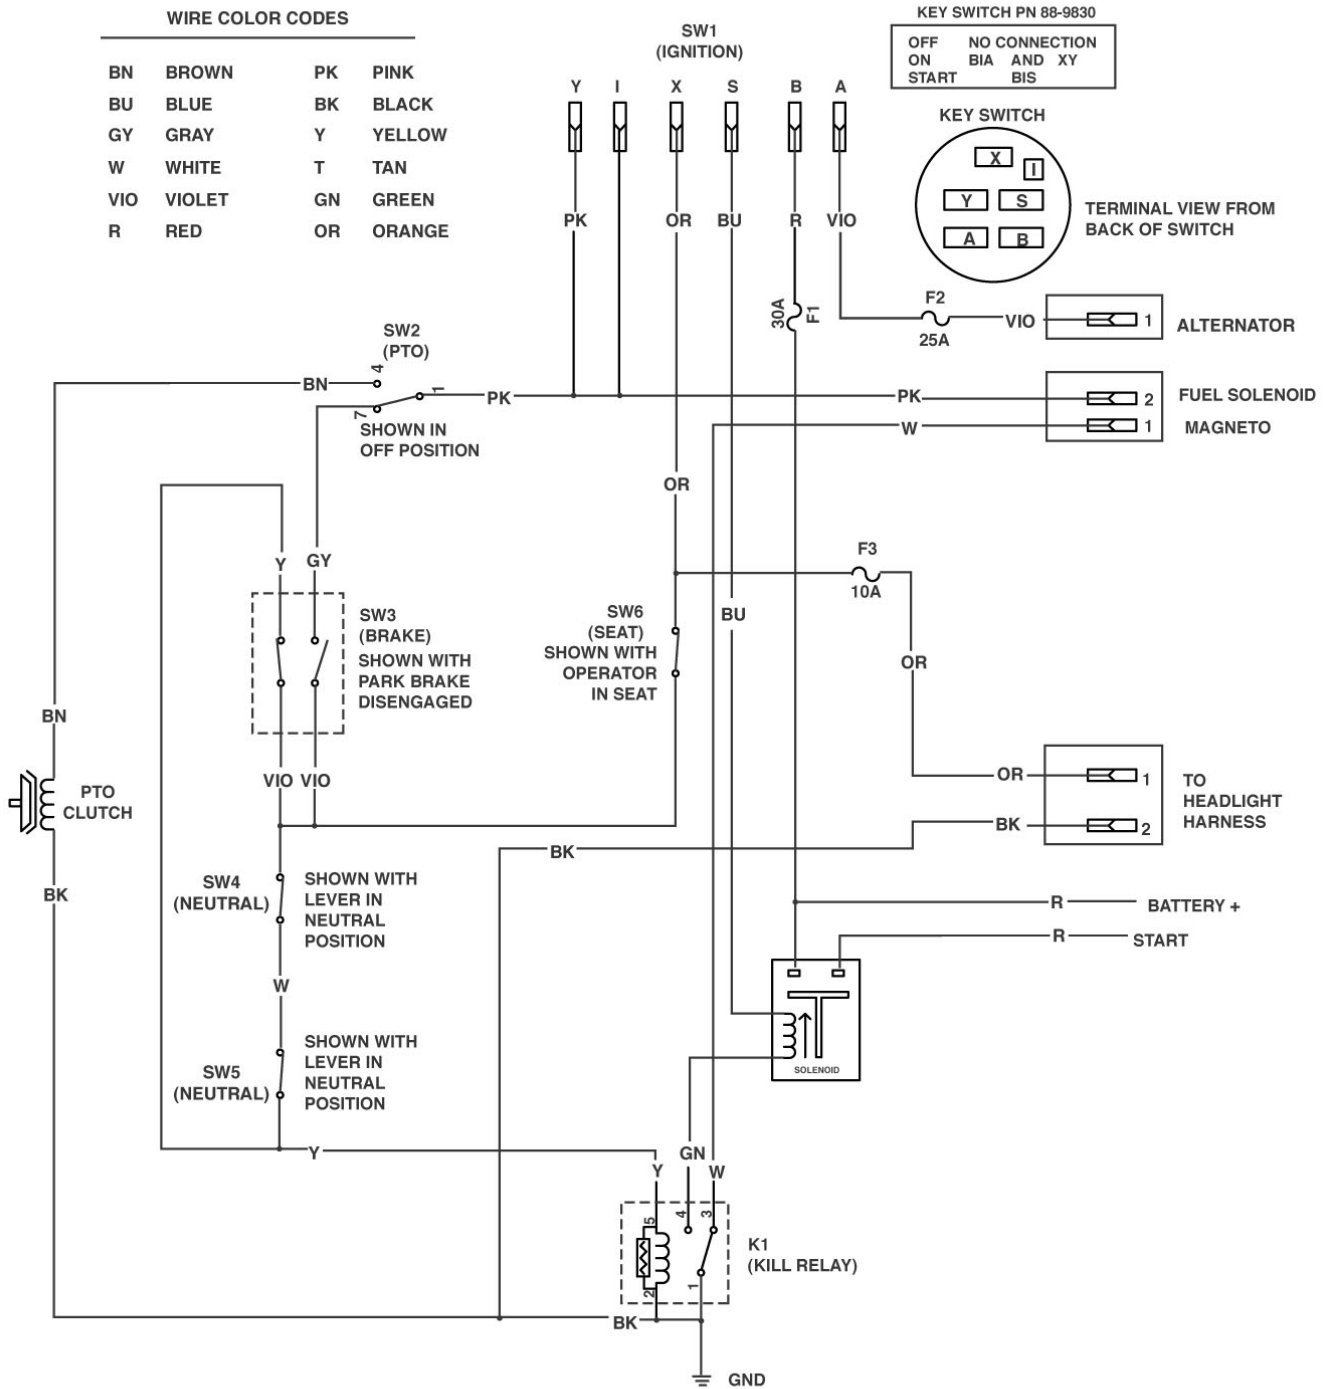 WIRE COLOR CODES
BN BROWN PK PINK
BU BLUE BK BLACK
GY GRAY Y YELLOW
W WHITE T TAN
VIO VIOLET GN GREEN
R RED OR ORANGE
SW1
(IGNITION)
Y I X S B A
KEY SWITCH PN 88-9830
OFF NO CONNECTION
ON BIA AND XY
START BIS
KEY SWITCH
X
I
Y S
A B
TERMINAL VIEW FROM
BACK OF SWITCH
PK OR BU R VIO
30A
F1
F2
25A
VIO
1
ALTERNATOR
SW2
(PTO)
4
BN
1
7
PK
SHOWN IN
OFF POSITION
PK
2
FUEL SOLENOID
W
1
MAGNETO
OR
Y GY
F3
10A
SW3
(BRAKE)
SHOWN WITH
PARK BRAKE
DISENGAGED
SW6
(SEAT)
SHOWN WITH
OPERATOR
IN SEAT
BU
OR
BN
VIO VIO
PTO
CLUTCH
OR
1
BK
2
TO
HEADLIGHT
HARNESS
BK
BK
SW4
(NEUTRAL)
SHOWN WITH
LEVER IN
NEUTRAL
POSITION
R
BATTERY +
R
START
W
SW5
(NEUTRAL)
SHOWN WITH
LEVER IN
NEUTRAL
POSITION
SOLENOID
Y
Y
GN
W
5
4
3
2
1
K1
(KILL RELAY)
BK
GND